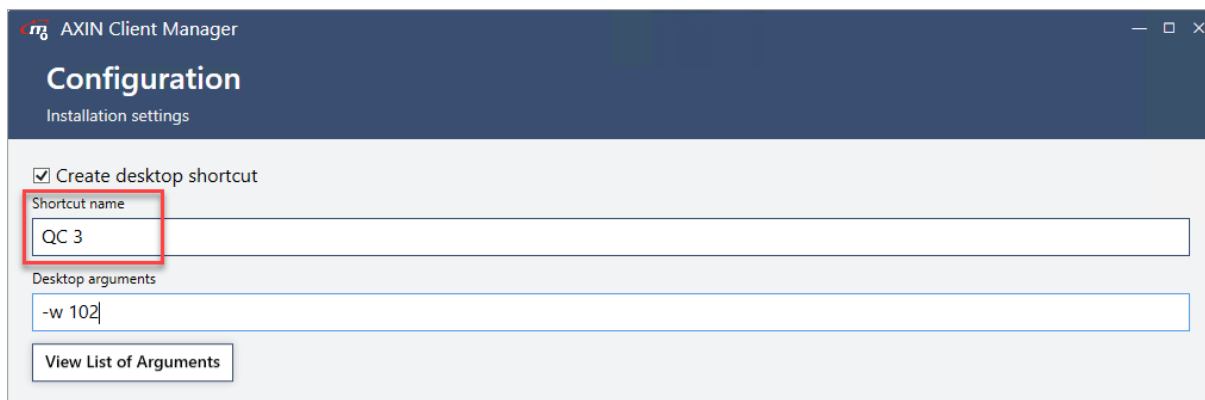 AXIN Client Manager
Configuration
Installation settings
Create desktop shortcut
Shortcut name
QC 3
Desktop arguments
-w 102
View List of Arguments